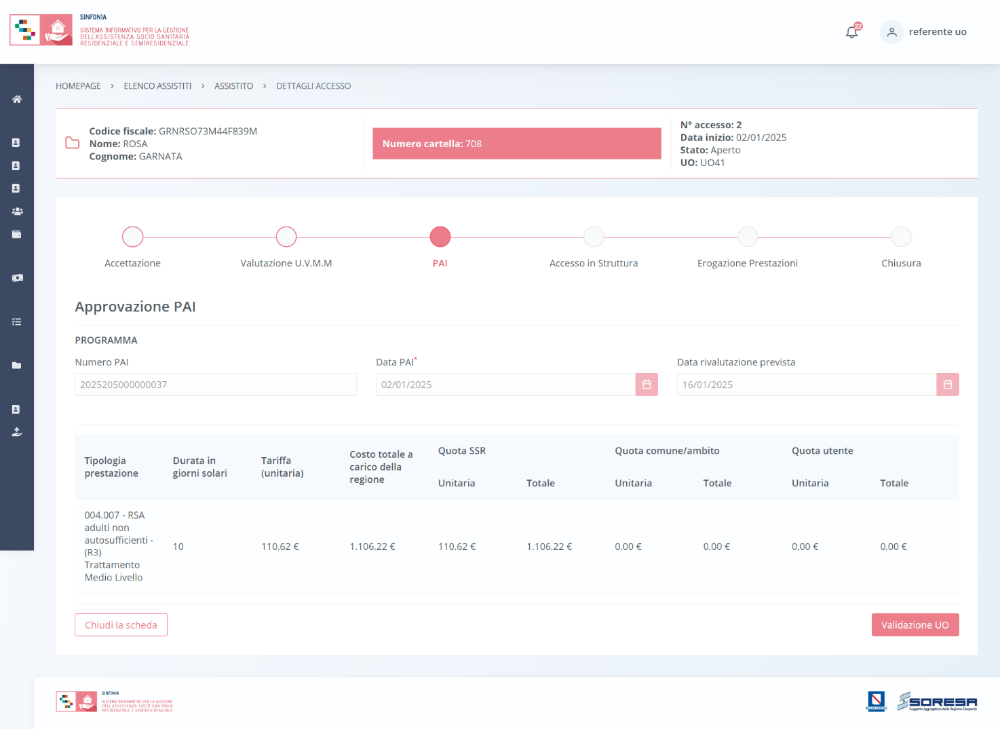 SINFONIA
SISTEMA INFORMATIVO PER LA GESTIONE
DELL'ASSISTENZA SOCIO SANITARIA
RESIDENZIALE E SEMIRESIDENZIALE
22
referente uo
HOMEPAGE > ELENCO ASSISTITI > ASSISTITO > DETTAGLI ACCESSO
Codice fiscale: GRNRSO73M44F839M
Nome: ROSA
Cognome: GARNATA
Numero cartella: 708
N° accesso: 2
Data inizio: 02/01/2025
Stato: Aperto
UO: UO41
Accettazione
Valutazione U.V.M.M
PAI
Accesso in Struttura
Erogazione Prestazioni
Chiusura
Approvazione PAI
PROGRAMMA
Numero PAI
2025205000000037
Data PAI*
02/01/2025
Data rivalutazione prevista
16/01/2025
Tipologia
prestazione
Durata in
giorni solari
Tariffa
(unitaria)
Costo totale a
carico della
regione
Quota SSR
Unitaria
Totale
Quota comune/ambito
Unitaria
Totale
Quota utente
Unitaria
Totale
004.007 - RSA
adulti non
autosufficienti -
(R3)
Trattamento
Medio Livello
10
110,62 €
1.106,22 €
110,62 €
1.106,22 €
0,00 €
0,00 €
0,00 €
0,00 €
Chiudi la scheda
Validazione UO
SINFONIA
SISTEMA INFORMATIVO PER LA GESTIONE
DELL'ASSISTENZA SOCIO SANITARIA
RESIDENZIALE E SEMIRESIDENZIALE
SORESA
Soggetto Aggregatore della Regione Campania